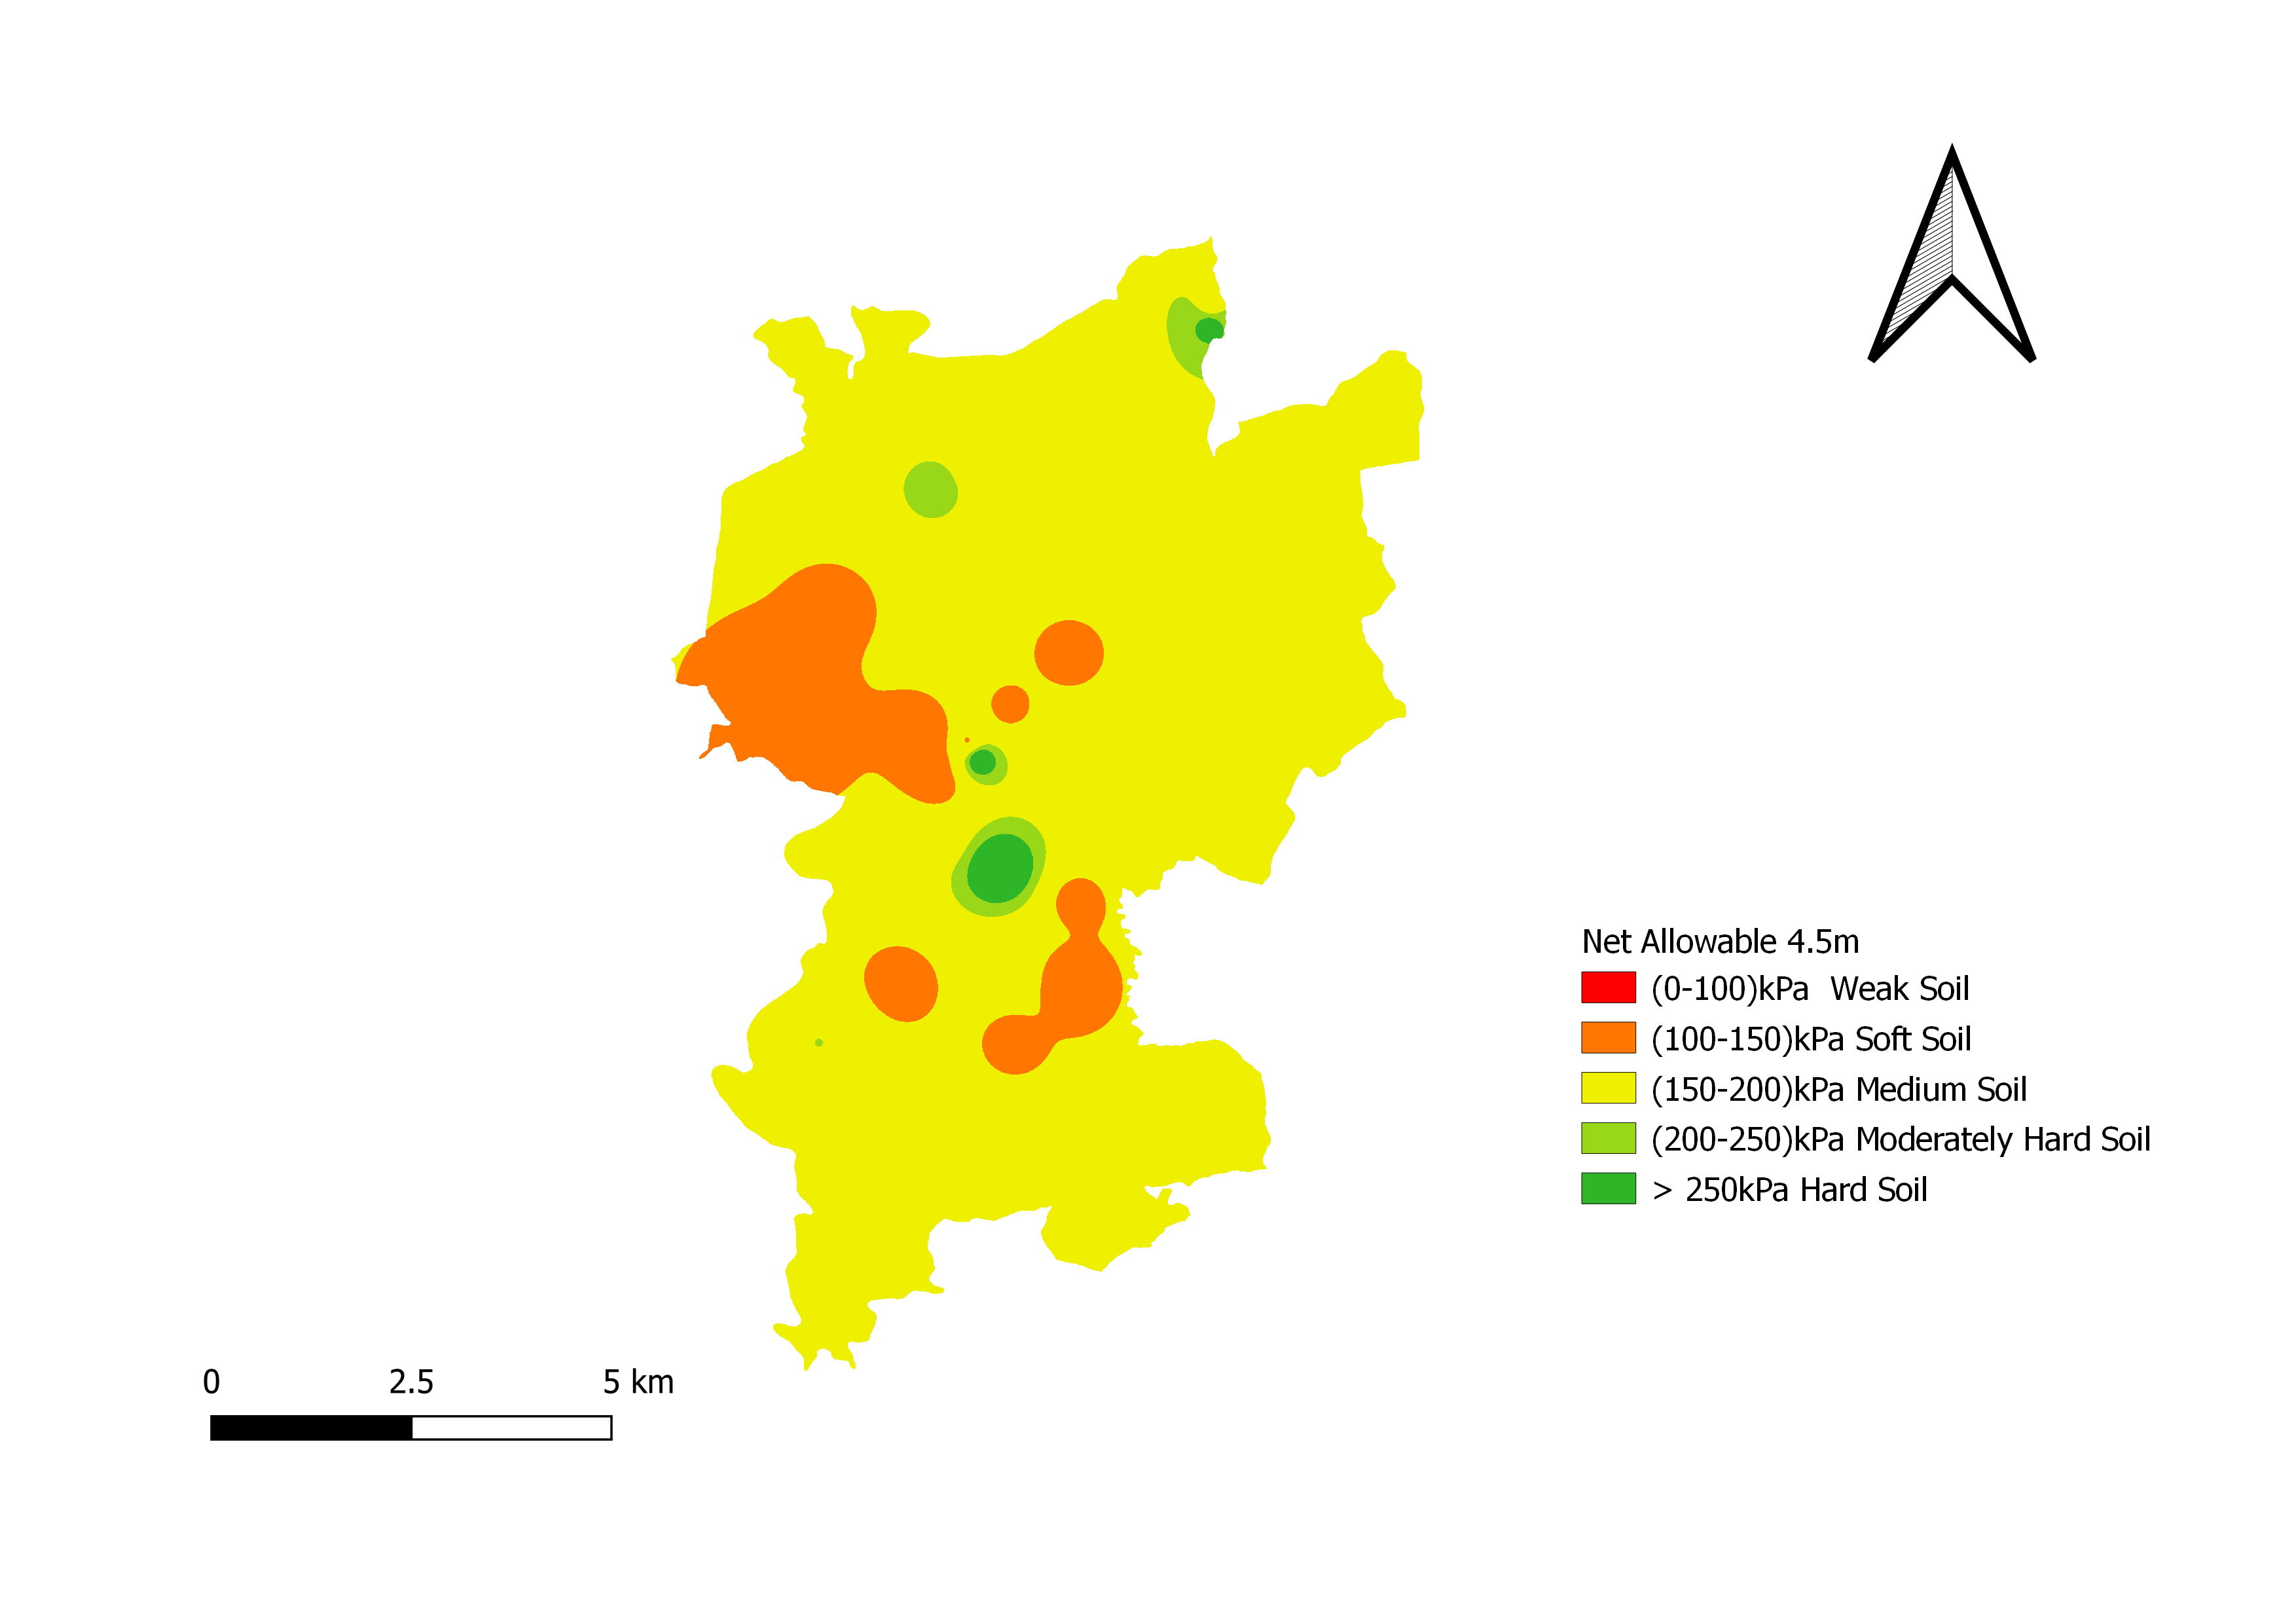 Net Allowable 4.5m
(0-100)kPa  Weak Soil
(100-150)kPa Soft Soil
(150-200)kPa Medium Soil
(200-250)kPa Moderately Hard Soil
> 250kPa Hard Soil
0 2.5 5 km